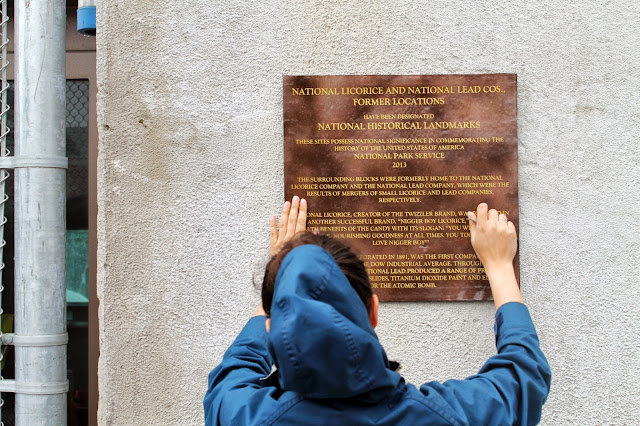 NATIONAL LICORICE AND NATIONAL LEAD COS.,
FORMER LOCATIONS
HAVE BEEN DESIGNATED
NATIONAL HISTORICAL LANDMARKS
THESE SITES POSSESS NATIONAL SIGNIFICANCE IN COMMEMORATING THE
HISTORY OF THE UNITED STATES OF AMERICA
NATIONAL PARK SERVICE
2013
THE SURROUNDING BLOCKS WERE FORMERLY HOME TO THE NATIONAL
LICORICE COMPANY AND THE NATIONAL LEAD COMPANY, WHICH WERE THE
RESULTS OF MERGERS OF SMALL LICORICE AND LEAD COMPANIES,
RESPECTIVELY.
LICORICE, CREATOR OF THE TWIZZLER BRAND,
ANOTHER SUCCESSFUL BRAND, "NIGGER BOY LICORICE,"
BENEFITS OF THE CANDY WITH ITS SLOGAN: "YOU
GOODNESS AT ALL TIMES. YOU
LOVE NIGGER BOY"
IN 1891, WAS THE FIRST
DOW INDUSTRIAL AVERAGE.
LEAD PRODUCED A RANGE OF
TITANIUM DIOXIDE PAINT AND
THE ATOMIC BOMB.